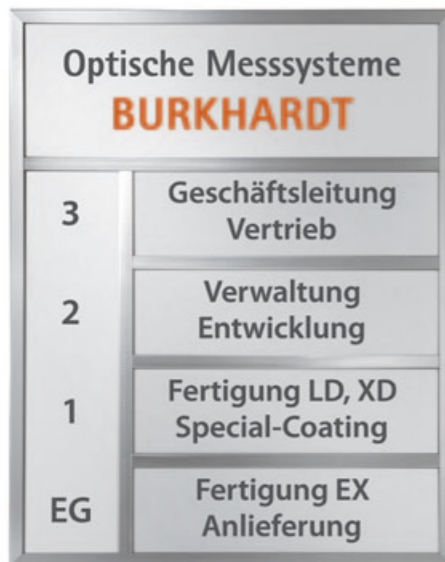 Optische Messsysteme
BURKHARDT
3
Geschäftsleitung
Vertrieb
2
Verwaltung
Entwicklung
1
Fertigung LD, XD
Special-Coating
EG
Fertigung EX
Anlieferung